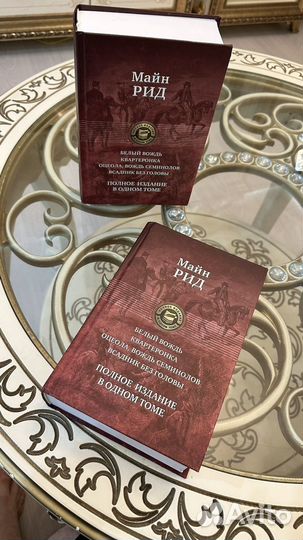 Майн
РИД
БЕЛЫЙ ВОЖДЬ
КВАРТЕРОНКА
ОЦЕОЛА, ВОЖДЬ СЕМИНОЛОВ
ВСАДНИК БЕЗ ГОЛОВЫ
ПОЛНОЕ ИЗДАНИЕ
В ОДНОМ ТОМЕ
Майн
РИД
БЕЛЫЙ ВОЖДЬ
КВАРТЕРОНКА
ОЦЕОЛА, ВОЖДЬ СЕМИНОЛОВ
ВСАДНИК БЕЗ ГОЛОВЫ
ПОЛНОЕ ИЗДАНИЕ
В ОДНОМ ТОМЕ
Avito